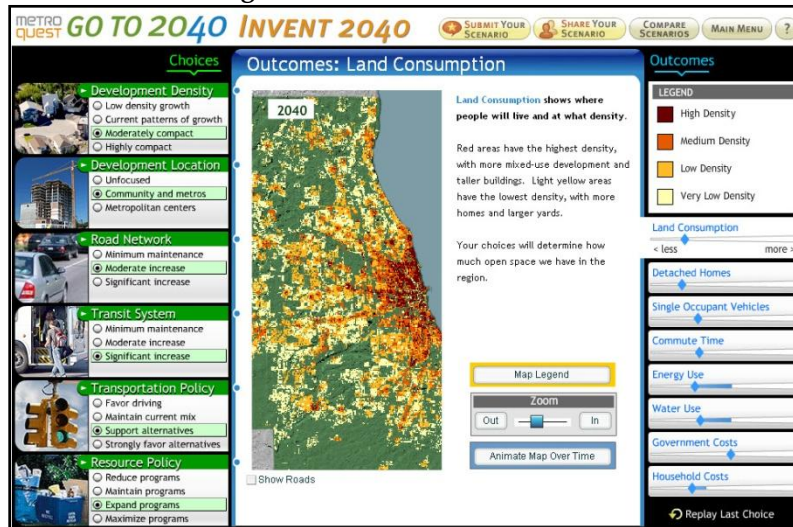 METRO QUEST GO TO 2040 INVENT 2040
SUBMIT YOUR SCENARIO
SHARE YOUR SCENARIO
COMPARE SCENARIOS
MAIN MENU
?
Choices
Development Density
Low density growth
Current patterns of growth
Moderately compact
Highly compact
Development Location
Unfocused
Community and metros
Metropolitan centers
Road Network
Minimum maintenance
Moderate increase
Significant increase
Transit System
Minimum maintenance
Moderate increase
Significant increase
Transportation Policy
Favor driving
Maintain current mix
Support alternatives
Strongly favor alternatives
Resource Policy
Reduce programs
Maintain programs
Expand programs
Maximize programs
Outcomes: Land Consumption
2040
Land Consumption shows where
people will live and at what density.
Red areas have the highest density,
with more mixed-use development and
taller buildings. Light yellow areas
have the lowest density, with more
homes and larger yards.
Your choices will determine how
much open space we have in the
region.
Map Legend
Zoom
Out In
Animate Map Over Time
Show Roads
Outcomes
LEGEND
High Density
Medium Density
Low Density
Very Low Density
Land Consumption
< less more >
Detached Homes
Single Occupant Vehicles
Commute Time
Energy Use
Water Use
Government Costs
Household Costs
Replay Last Choice